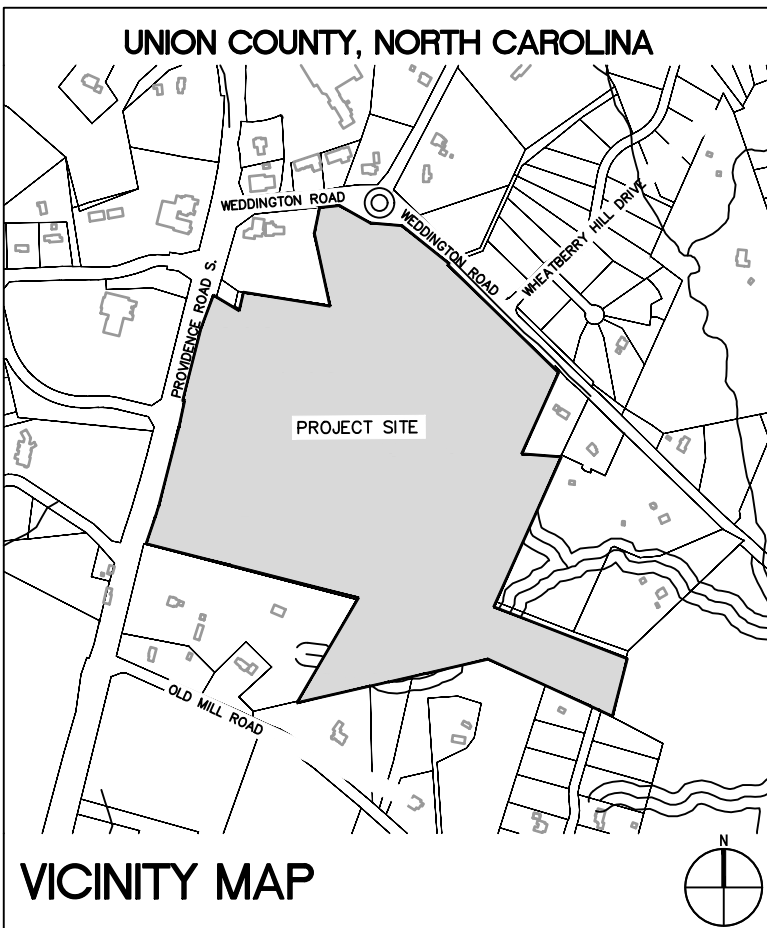 UNION COUNTY, NORTH CAROLINA
WEDDINGTON ROAD
WEDDINGTON ROAD
WHEATBERRY HILL DRIVE
PROVIDENCE ROAD S.
PROJECT SITE
OLD MILL ROAD
VICINITY MAP
N